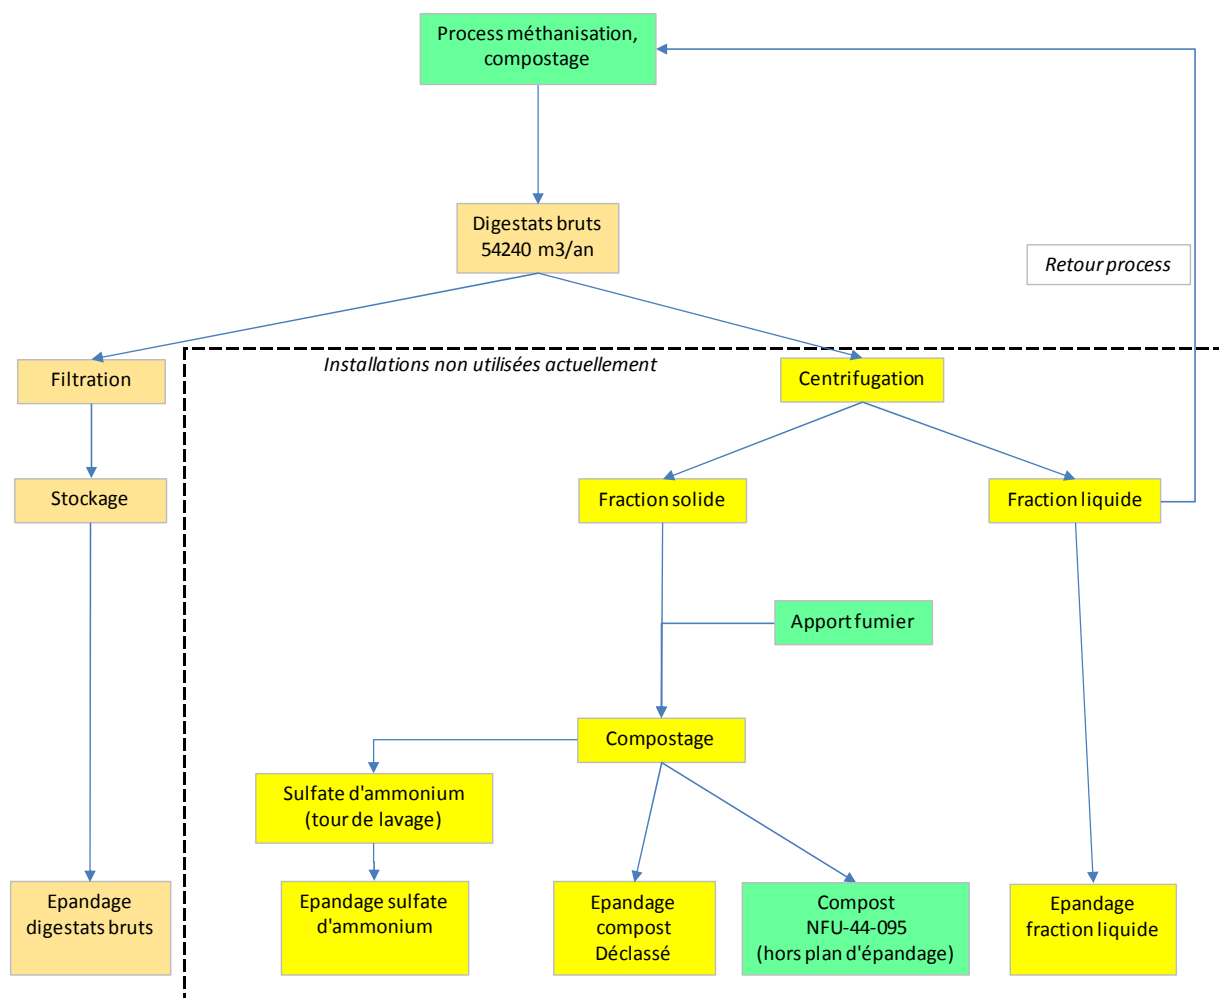 Process méthanisation,
compostage
Digestats bruts
54240 m3/an
Retour process
Installations non utilisées actuellement
Filtration
Centrifugation
Stockage
Fraction solide
Fraction liquide
Apport fumier
Compostage
Sulfate d'ammonium
(tour de lavage)
Epandage
digestats bruts
Epandage sulfate
d'ammonium
Epandage
compost
Déclassé
Compost
NFU-44-095
(hors plan d'épandage)
Epandage
fraction liquide